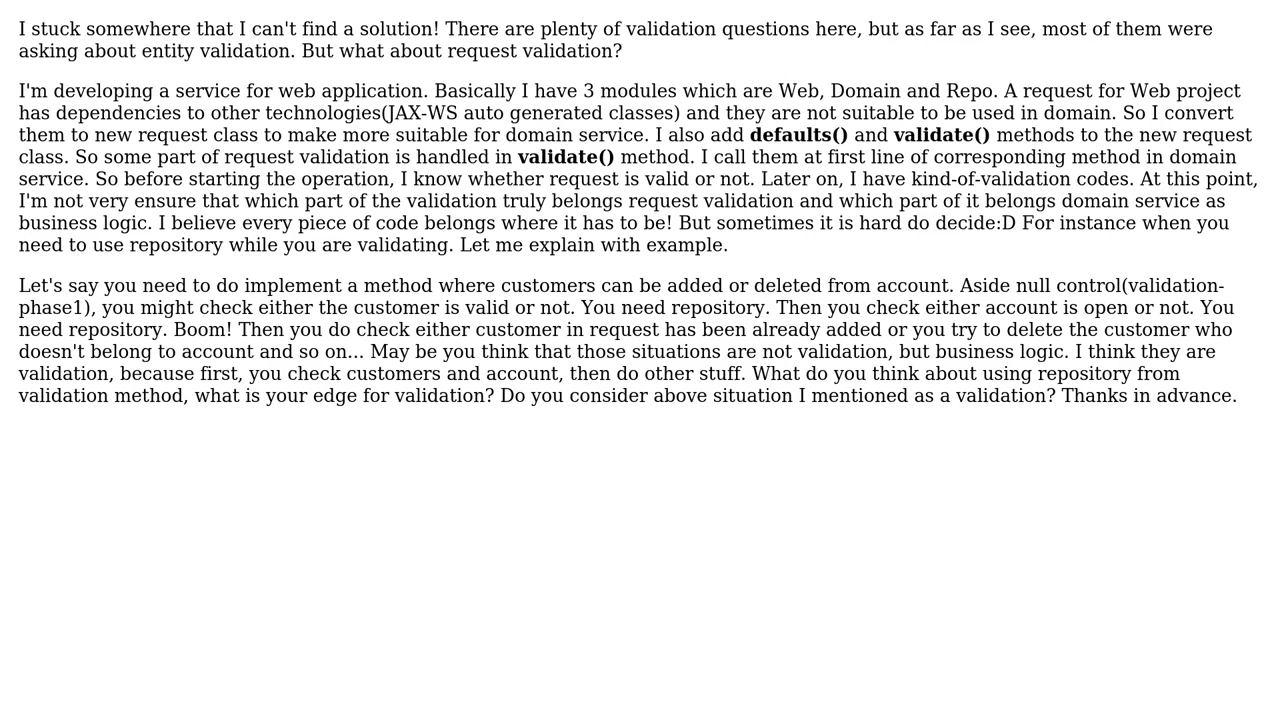 I stuck somewhere that I can't find a solution! There are plenty of validation questions here, but as far as I see, most of them were
asking about entity validation. But what about request validation?
I'm developing a service for web application. Basically I have 3 modules which are Web, Domain and Repo. A request for Web project
has dependencies to other technologies(JAX-WS auto generated classes) and they are not suitable to be used in domain. So I convert
them to new request class to make more suitable for domain service. I also add defaults() and validate() methods to the new request
class. So some part of request validation is handled in validate() method. I call them at first line of corresponding method in domain
service. So before starting the operation, I know whether request is valid or not. Later on, I have kind-of-validation codes. At this point,
I'm not very ensure that which part of the validation truly belongs request validation and which part of it belongs domain service as
business logic. I believe every piece of code belongs where it has to be! But sometimes it is hard do decide:D For instance when you
need to use repository while you are validating. Let me explain with example.
Let's say you need to do implement a method where customers can be added or deleted from account. Aside null control(validation-
phase1), you might check either the customer is valid or not. You need repository. Then you check either account is open or not. You
need repository. Boom! Then you do check either customer in request has been already added or you try to delete the customer who
doesn't belong to account and so on... May be you think that those situations are not validation, but business logic. I think they are
validation, because first, you check customers and account, then do other stuff. What do you think about using repository from
validation method, what is your edge for validation? Do you consider above situation I mentioned as a validation? Thanks in advance.